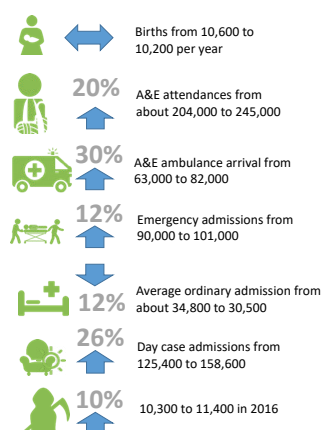 Births from 10,600 to
10,200 per year
20%
A&E attendances from
about 204,000 to 245,000
30%
A&E ambulance arrival from
63,000 to 82,000
12%
Emergency admissions from
90,000 to 101,000
12%
Average ordinary admission from
about 34,800 to 30,500
26%
Day case admissions from
125,400 to 158,600
10%
10,300 to 11,400 in 2016